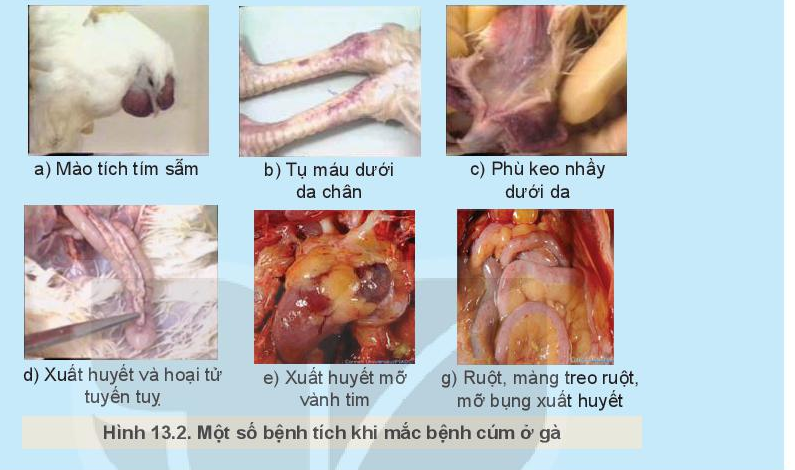 a) Mào tích tím sẫm
b) Tụ máu dưới
da chân
c) Phù keo nhầy
dưới da
d) Xuất huyết và hoại tử
tuyến tuỵ
e) Xuất huyết mỡ
vành tim
g) Ruột, màng treo ruột,
mỡ bụng xuất huyết
Hình 13.2. Một số bệnh tích khi mắc bệnh cúm ở gà